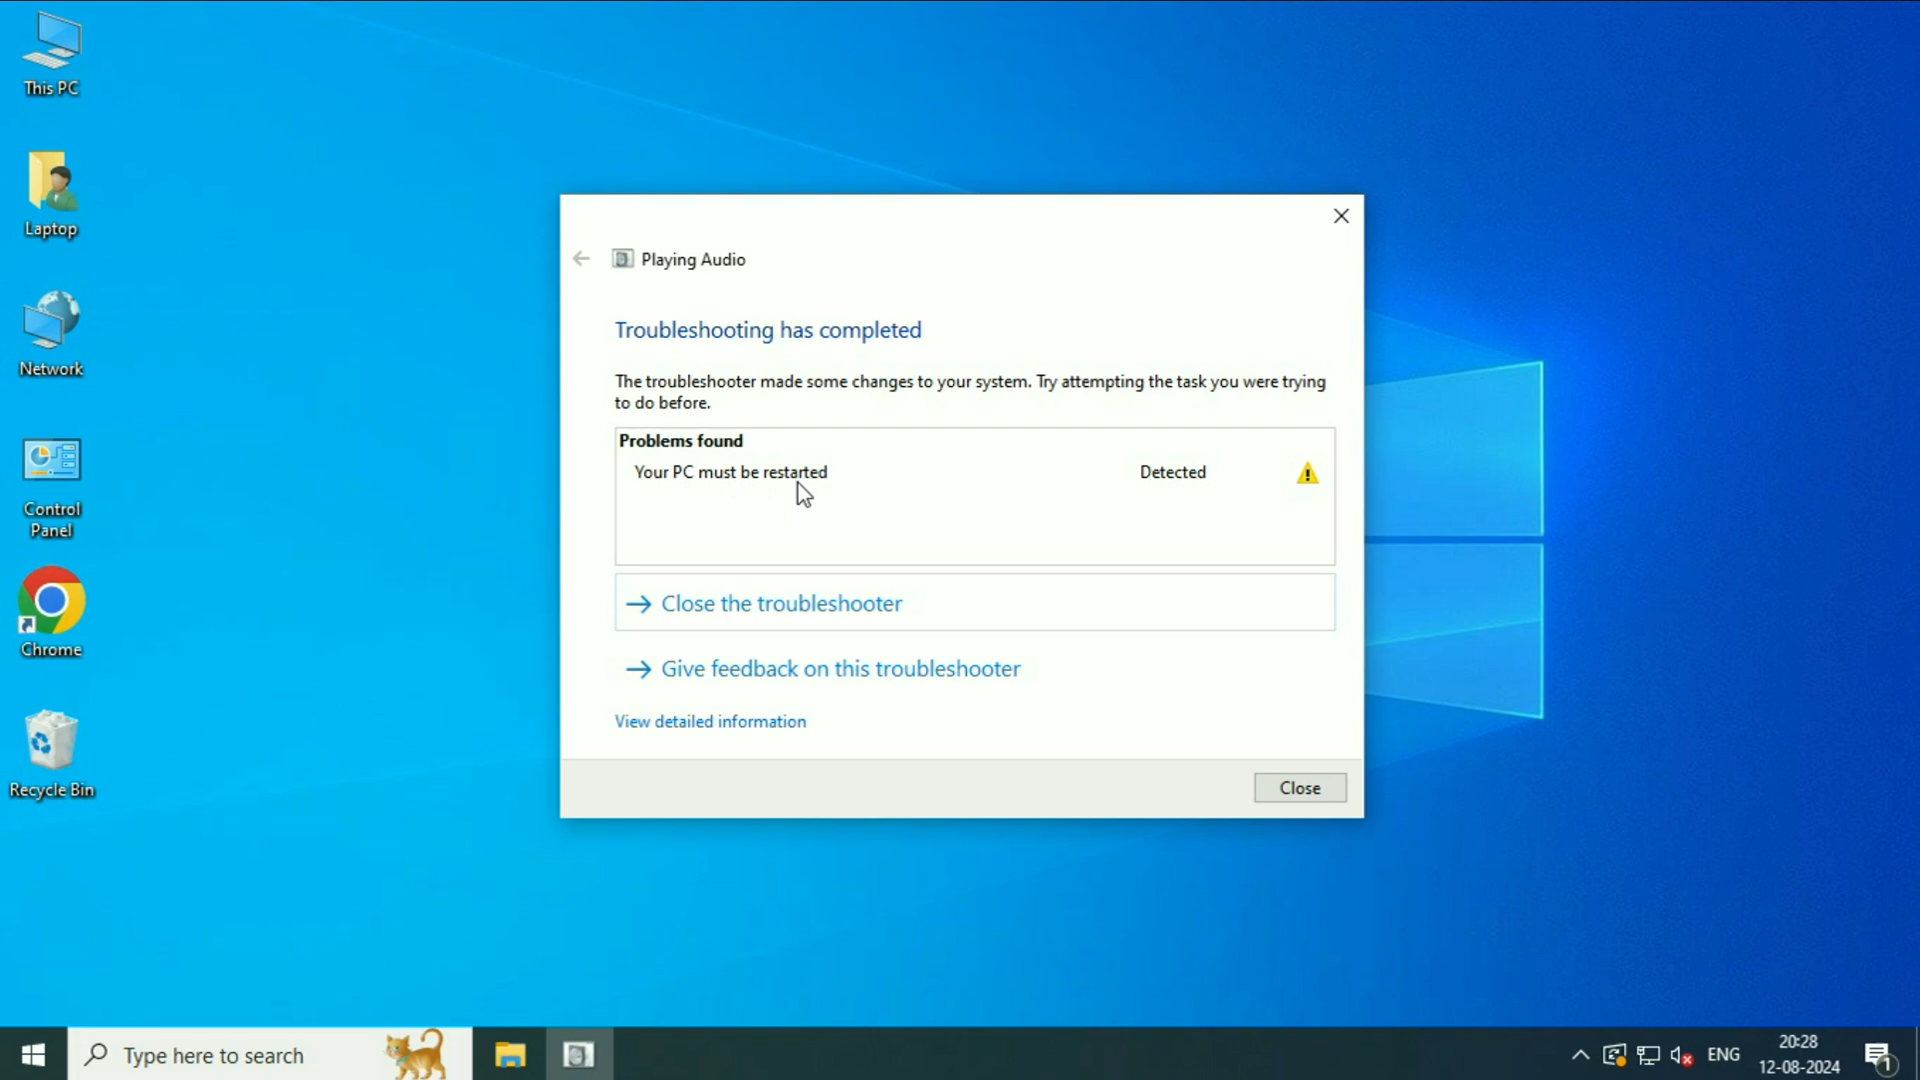 This PC
Laptop
Network
Control
Panel
Chrome
Recycle Bin
Playing Audio
Troubleshooting has completed
The troubleshooter made some changes to your system. Try attempting the task you were trying
to do before.
Problems found
Your PC must be restarted Detected
Close the troubleshooter
Give feedback on this troubleshooter
View detailed information
Close
Type here to search
ENG
20:28
12-08-2024
1